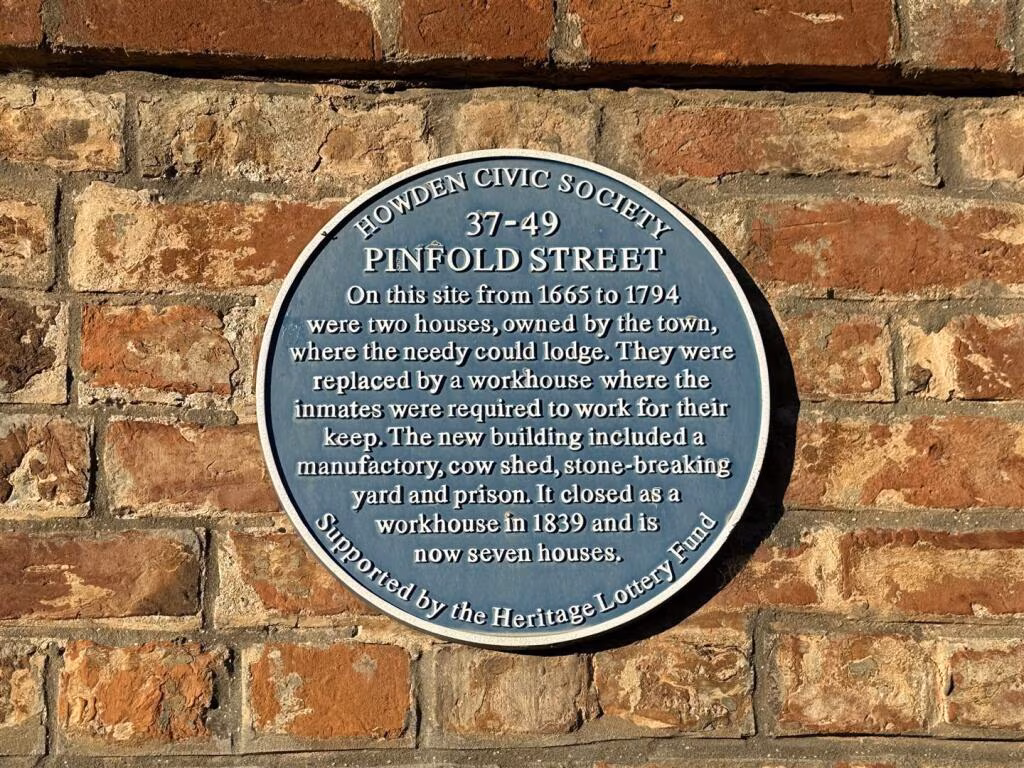 HOWDEN CIVIC SOCIETY
37-49
PINFOLD STREET
On this site from 1665 to 1794
were two houses, owned by the town,
where the needy could lodge. They were
replaced by a workhouse where the
inmates were required to work for their
keep. The new building included a
manufactory, cow shed, stone-breaking
yard and prison. It closed as a
workhouse in 1839 and is
now seven houses.
Supported by the Heritage Lottery Fund